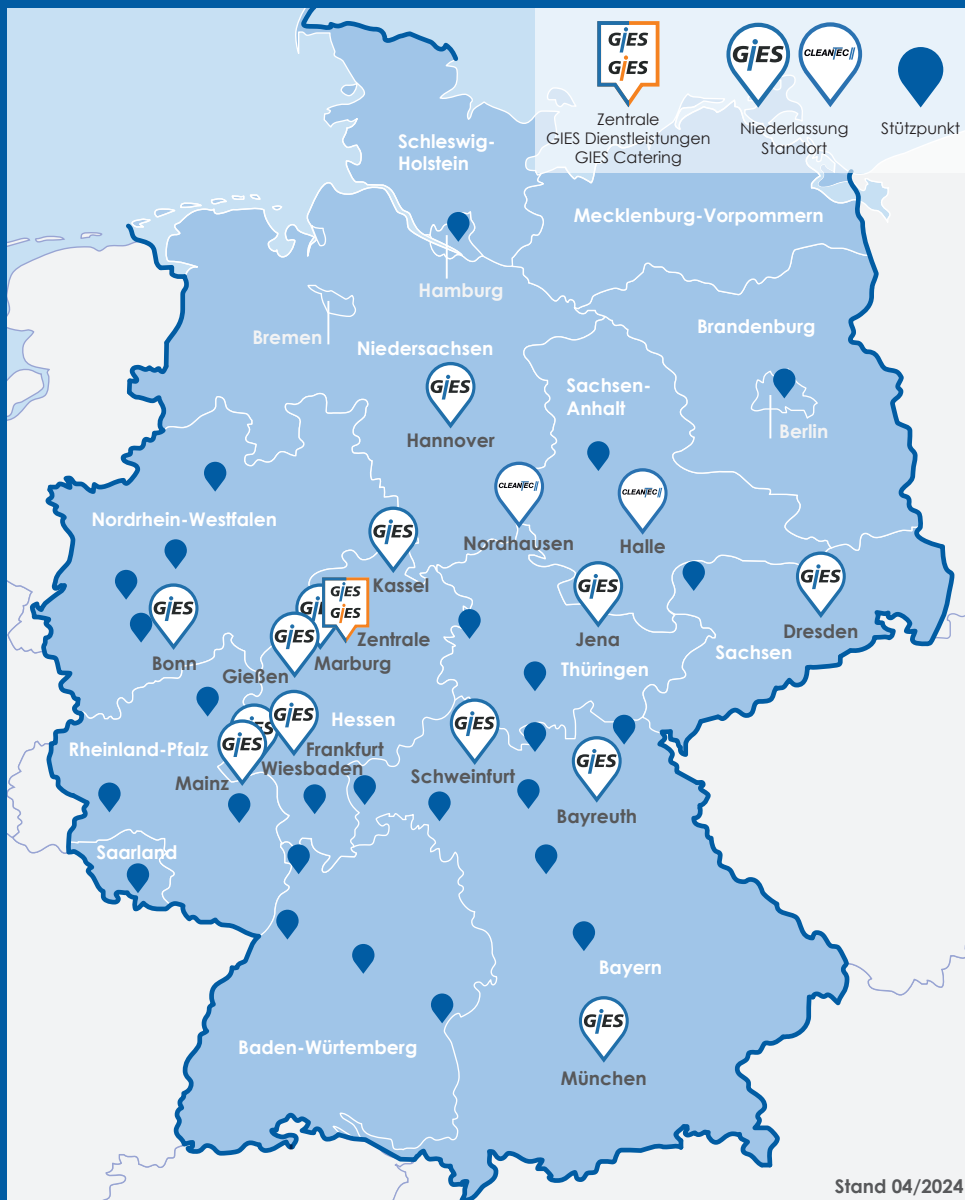 GiES
GiES
Zentrale
GIES Dienstleistungen
GIES Catering
GiES
CLEANTEC
Niederlassung
Standort
Stützpunkt
Schleswig-
Holstein
Mecklenburg-Vorpommern
Hamburg
Bremen
Niedersachsen
Brandenburg
GiES
Hannover
Sachsen-
Anhalt
Berlin
Nordrhein-Westfalen
CLEANTEC
Nordhausen
CLEANTEC
Halle
GiES
Kassel
GiES
Bonn
GiES
GiES
Zentrale
Marburg
GiES
Gießen
GiES
Jena
Thüringen
GiES
Dresden
Sachsen
Hessen
GiES
Frankfurt
Wiesbaden
Rheinland-Pfalz
GiES
Mainz
GiES
Schweinfurt
GiES
Bayreuth
Saarland
Bayern
Baden-Würtemberg
GiES
München
Stand 04/2024